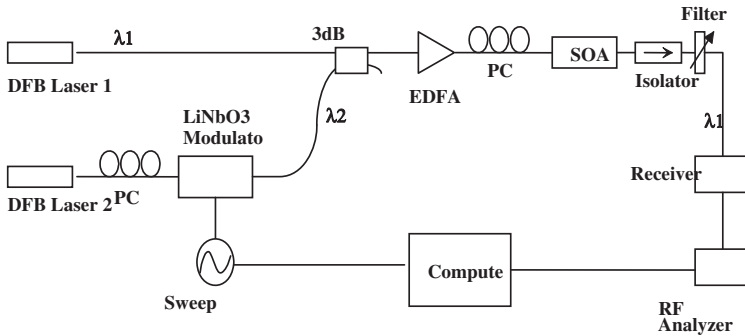 λ1
3dB
Filter
DFB Laser 1
EDFA
PC
SOA
Isolator
LiNbO3
Modulato
λ2
λ1
DFB Laser 2
PC
Receiver
Sweep
Compute
RF
Analyzer